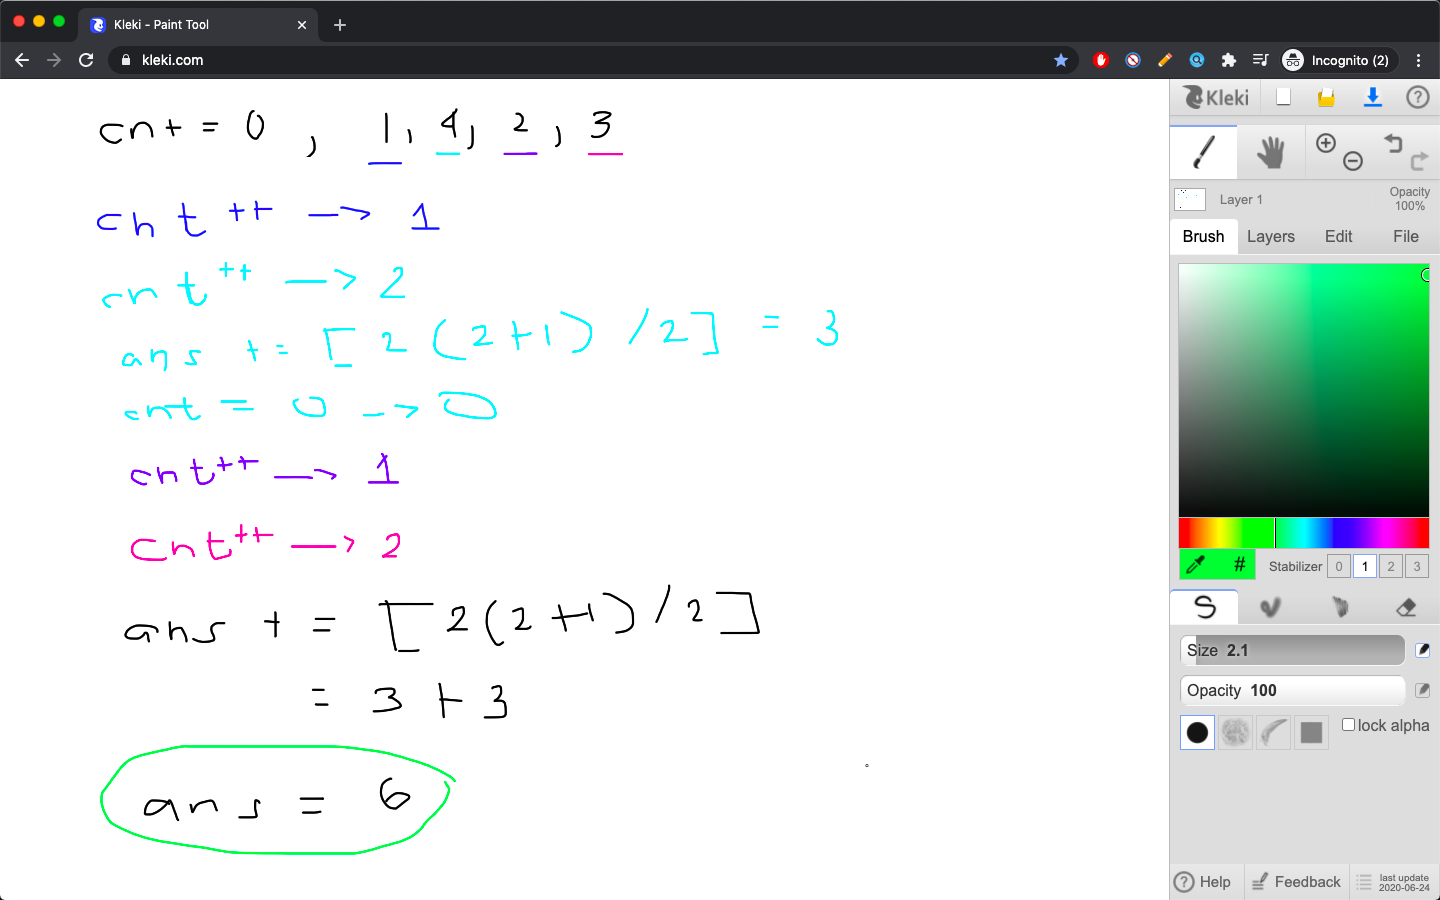 Kleki - Paint Tool
kleki.com
Incognito (2)
cnt = 0 , 1, 4, 2, 3
cnt++ —> 1
cnt++ —> 2
ans += [2(2+1)/2] = 3
cnt = 0 —> 0
cnt++ —> 1
cnt++ —> 2
ans += [2(2+1)/2]
= 3 + 3
ans = 6
Kleki
Layer 1
Opacity
100%
Brush Layers Edit File
# Stabilizer 0 1 2 3
Size 2.1
Opacity 100
lock alpha
Help Feedback last update
2020-06-24